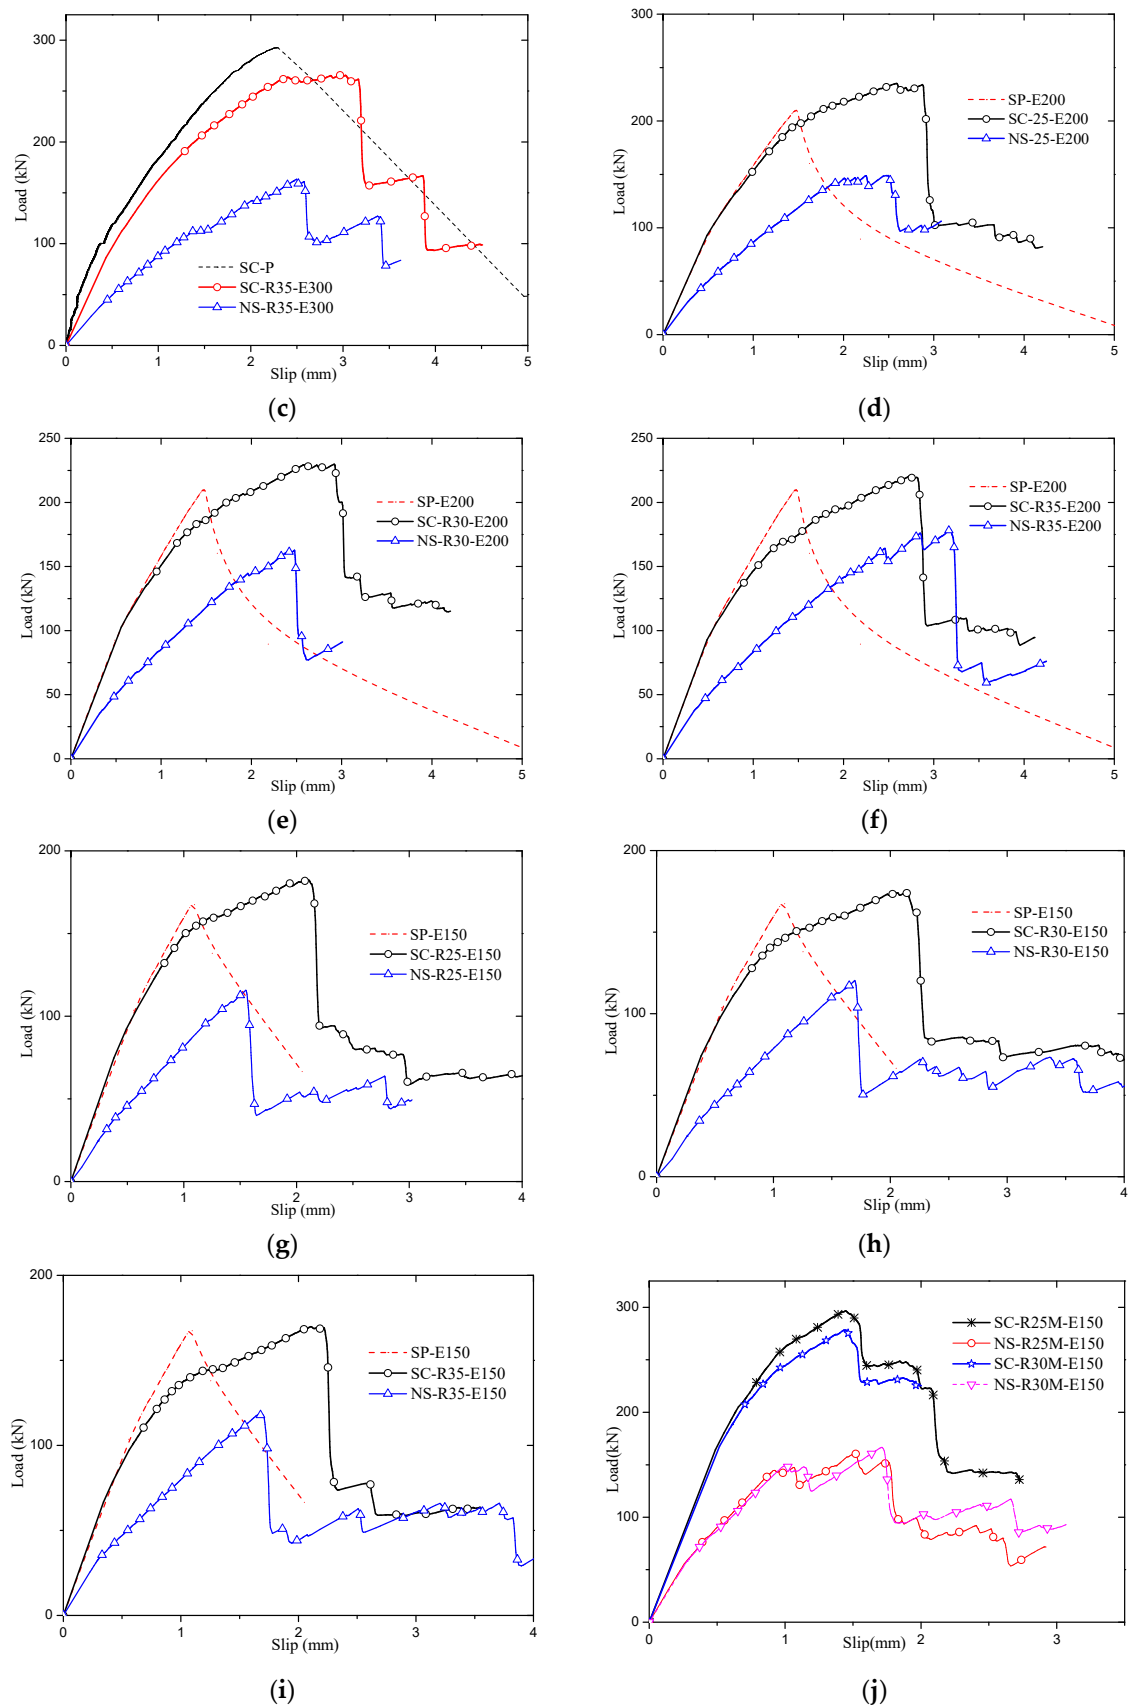 300
250
200
150
100
50
0
Load (kN)
SC-P
SC-R35-E300
NS-R35-E300
0 1 2 3 4 5
Slip (mm)
(c)
250
200
150
100
50
0
Load (kN)
SP-E200
SC-25-E200
NS-25-E200
0 1 2 3 4 5
Slip (mm)
(d)
250
200
150
100
50
0
Load (kN)
SP-E200
SC-R30-E200
NS-R30-E200
0 1 2 3 4 5
Slip (mm)
(e)
250
200
150
100
50
0
Load (kN)
SP-E200
SC-R35-E200
NS-R35-E200
0 1 2 3 4 5
Slip (mm)
(f)
200
100
0
Load (kN)
SP-E150
SC-R25-E150
NS-R25-E150
0 1 2 3 4
Slip (mm)
(g)
200
100
0
Load (kN)
SP-E150
SC-R30-E150
NS-R30-E150
0 1 2 3 4
Slip (mm)
(h)
200
100
0
Load(kN)
SP-E150
SC-R35-E150
NS-R35-E150
0 1 2 3 4
Slip (mm)
(i)
300
250
200
150
100
50
0
Load(kN)
SC-R25M-E150
NS-R25M-E150
SC-R30M-E150
NS-R30M-E150
0 1 2 3
Slip(mm)
(j)